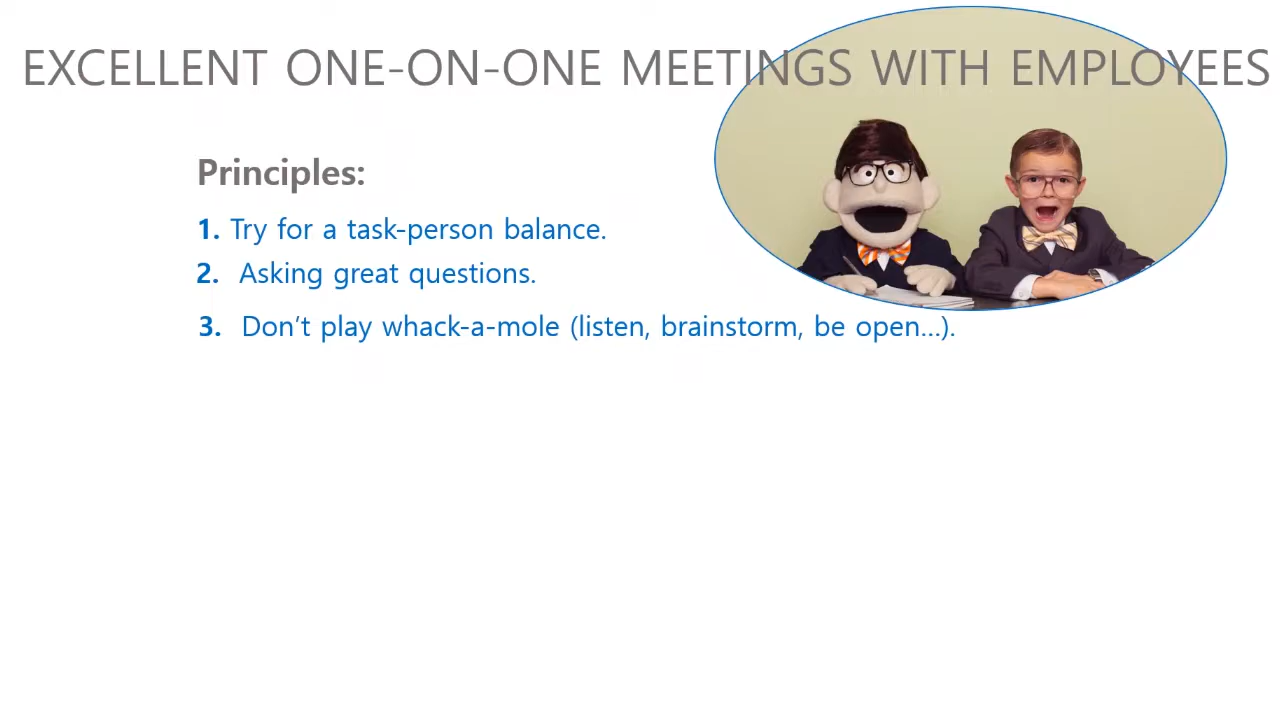 EXCELLENT ONE-ON-ONE MEETINGS WITH EMPLOYEES
Principles:
1. Try for a task-person balance.
2. Asking great questions.
3. Don’t play whack-a-mole (listen, brainstorm, be open…).